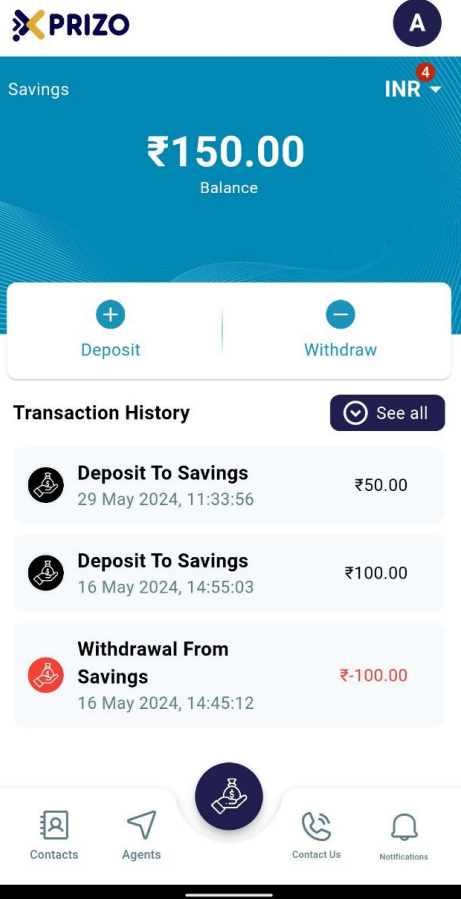 XPRIZO
A
Savings
INR
4
₹150.00
Balance
Deposit
Withdraw
Transaction History
See all
Deposit To Savings
29 May 2024, 11:33:56
₹50.00
Deposit To Savings
16 May 2024, 14:55:03
₹100.00
Withdrawal From
Savings
16 May 2024, 14:45:12
₹-100.00
Contacts
Agents
Contact Us
Notifications